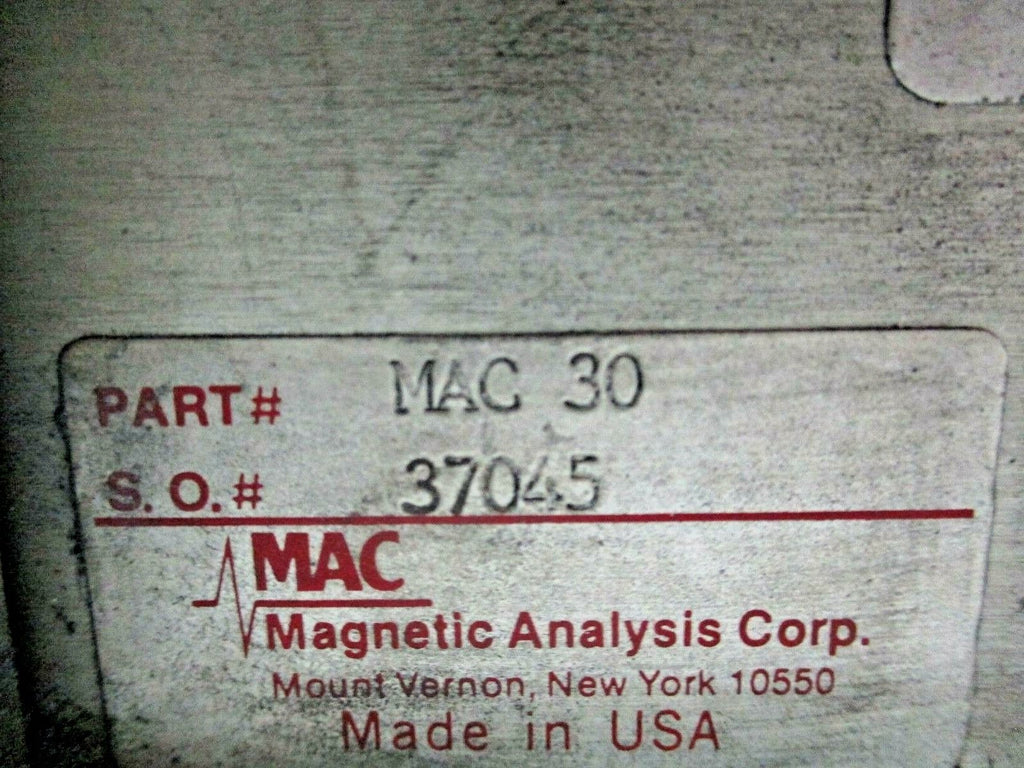 PART# MAC 30
S. O.# 37045
MAC
Magnetic Analysis Corp.
Mount Vernon, New York 10550
Made in USA